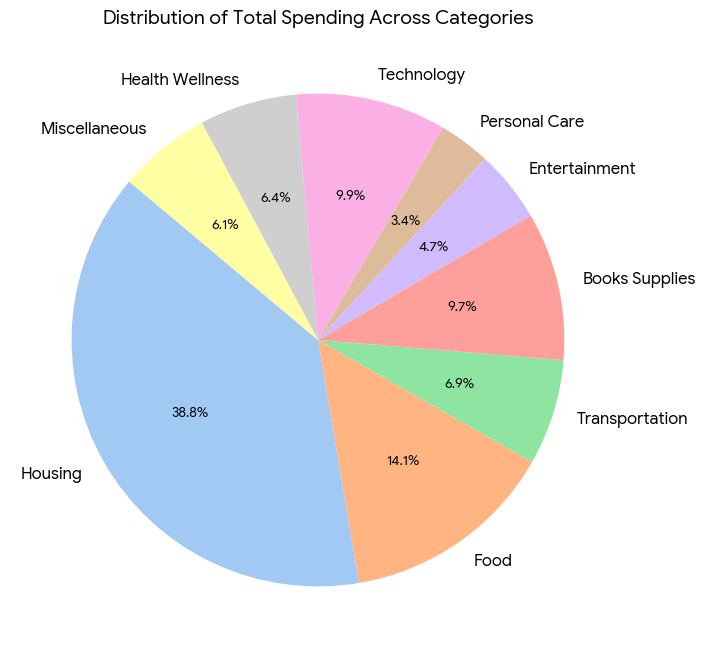 Distribution of Total Spending Across Categories
Technology
Health Wellness
Personal Care
Miscellaneous
Entertainment
9.9%
6.4%
3.4%
6.1%
4.7%
Books Supplies
9.7%
6.9%
38.8%
Transportation
14.1%
Housing
Food